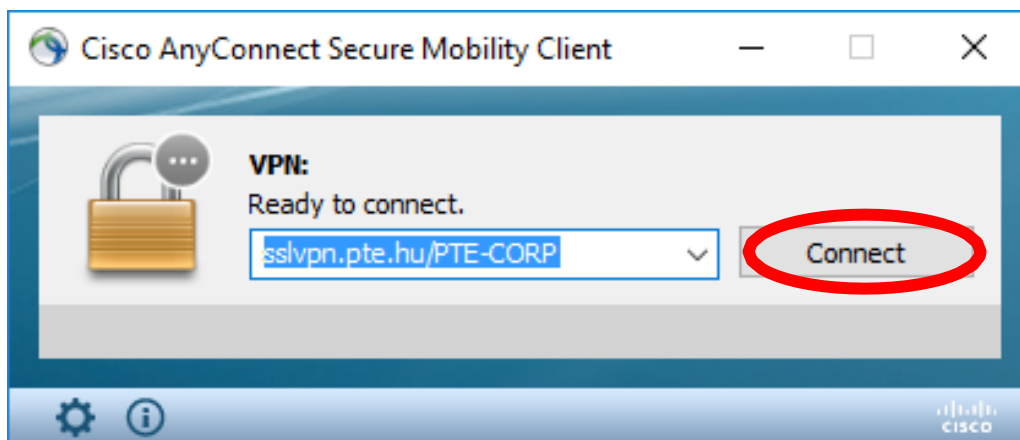 Cisco AnyConnect Secure Mobility Client
VPN:
Ready to connect.
sslvpn.pte.hu/PTE-CORP
Connect
CISCO